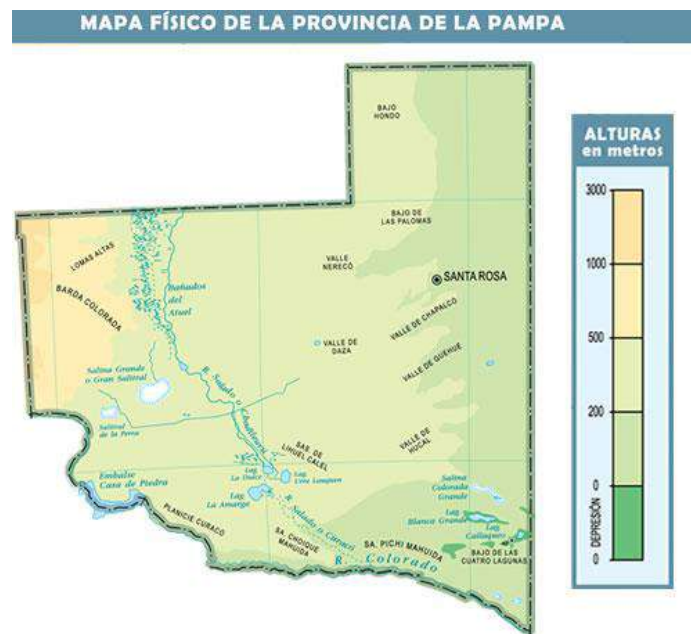 MAPA FÍSICO DE LA PROVINCIA DE LA PAMPA
ALTURAS
en metros
3000
1000
500
200
0
DEPRESIÓN
0
BAJO
HONDO
BAJO DE
LAS PALOMAS
VALLE
NERECÓ
SANTA ROSA
LOMAS ALTAS
BARDA COLORADA
Bañados
del
Atuel
VALLE DE CHAPALCÓ
VALLE DE
DAZA
VALLE DE QUEHUÉ
Salina Grande
o Gran Salitral
R. Salado o Chadileuvú
Salitral
de la Perra
VALLE DE
HUCAL
SAS. DE
LIHUEL CALEL
Lag.
La Dulce
Lag.
Urre Lauquen
Embalse
Casa de Piedra
Lag
La Amarga
Salina
Colorada
Grande
R. Salado o Curacó
PLANICIE CURACÓ
Lag
Blanca Grande
Lag
Callaqueo
SA. CHOIQUE
MAHUIDA
SA. PICHI MAHUIDA
BAJO DE LAS
CUATRO LAGUNAS
R. Colorado